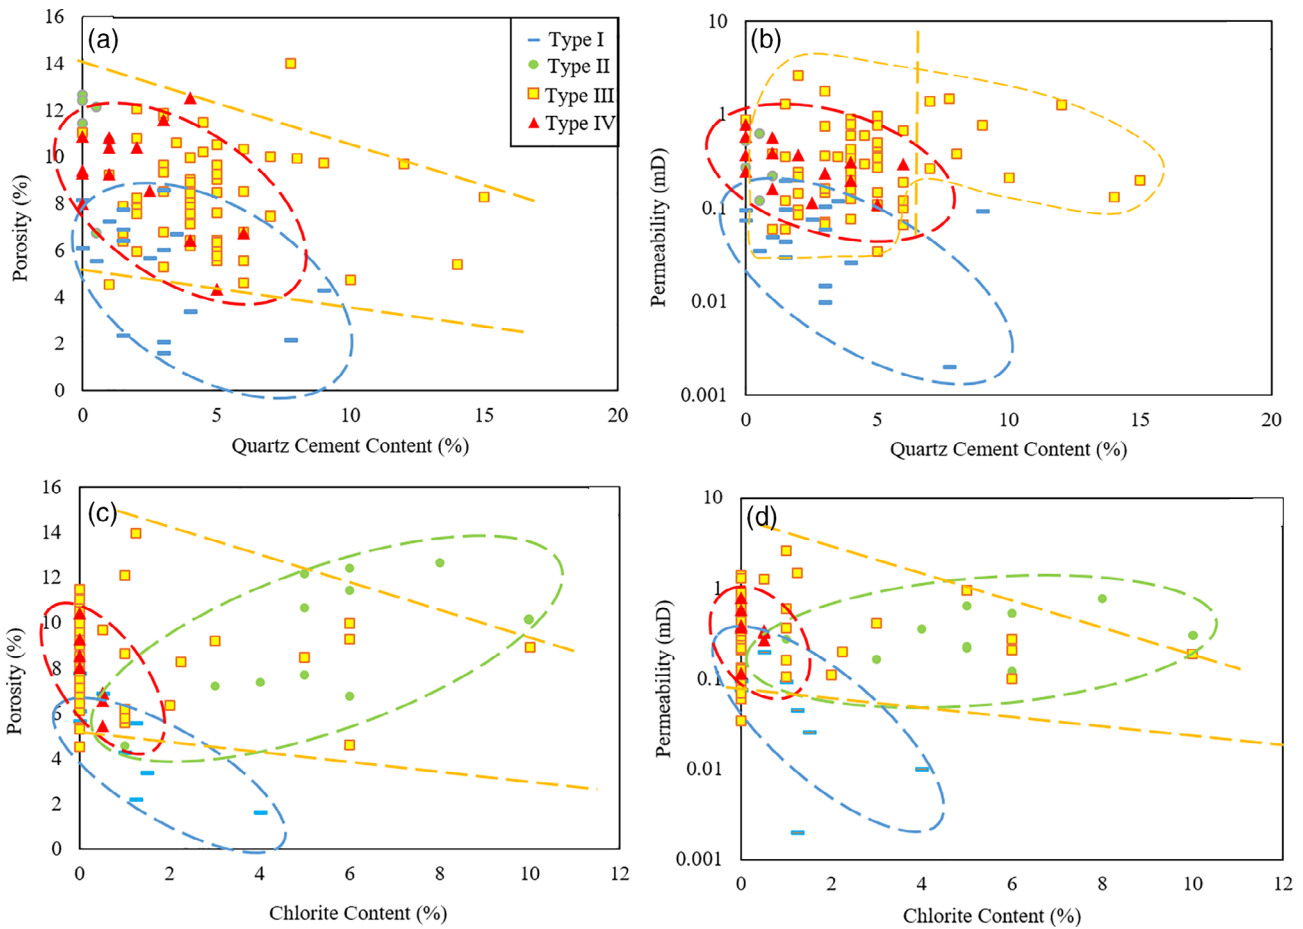 (a)
16
14
12
10
8
6
4
2
0
0 5 10 15 20
Porosity (%)
Quartz Cement Content (%)
Type I
Type II
Type III
Type IV
(b)
10
1
0.1
0.01
0.001
0 5 10 15 20
Permeability (mD)
Quartz Cement Content (%)
(c)
16
14
12
10
8
6
4
2
0
0 2 4 6 8 10 12
Porosity (%)
Chlorite Content (%)
(d)
10
1
0.1
0.01
0.001
0 2 4 6 8 10 12
Permeability (mD)
Chlorite Content (%)